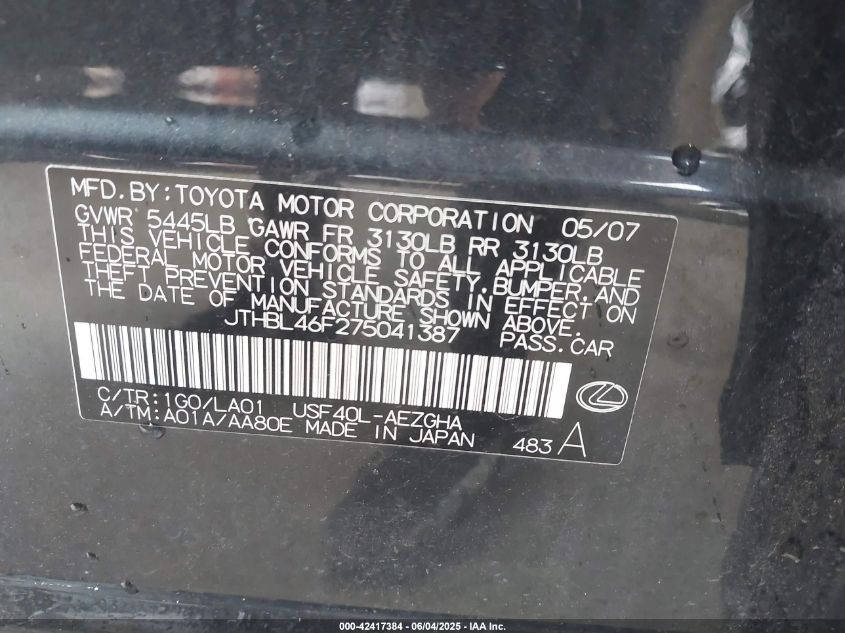 MFD.BY:TOYOTA MOTOR CORPORATION 05/07
GVWR 5445LB GAWR FR 3130LB RR 3130LB
THIS VEHICLE CONFORMS TO ALL APPLICABLE
FEDERAL MOTOR VEHICLE SAFETY,BUMPER,AND
THEFT PREVENTION STANDARDS IN EFFECT ON
THE DATE OF MANUFACTURE SHOWN ABOVE.
JTHBL46F275041387 PASS.CAR
C/TR:1G0/LA01 USF40L-AEZGHA
A/TM:A01A/AA80E MADE IN JAPAN 483 A
000-42417384 - 06/04/2025 - IAA Inc.